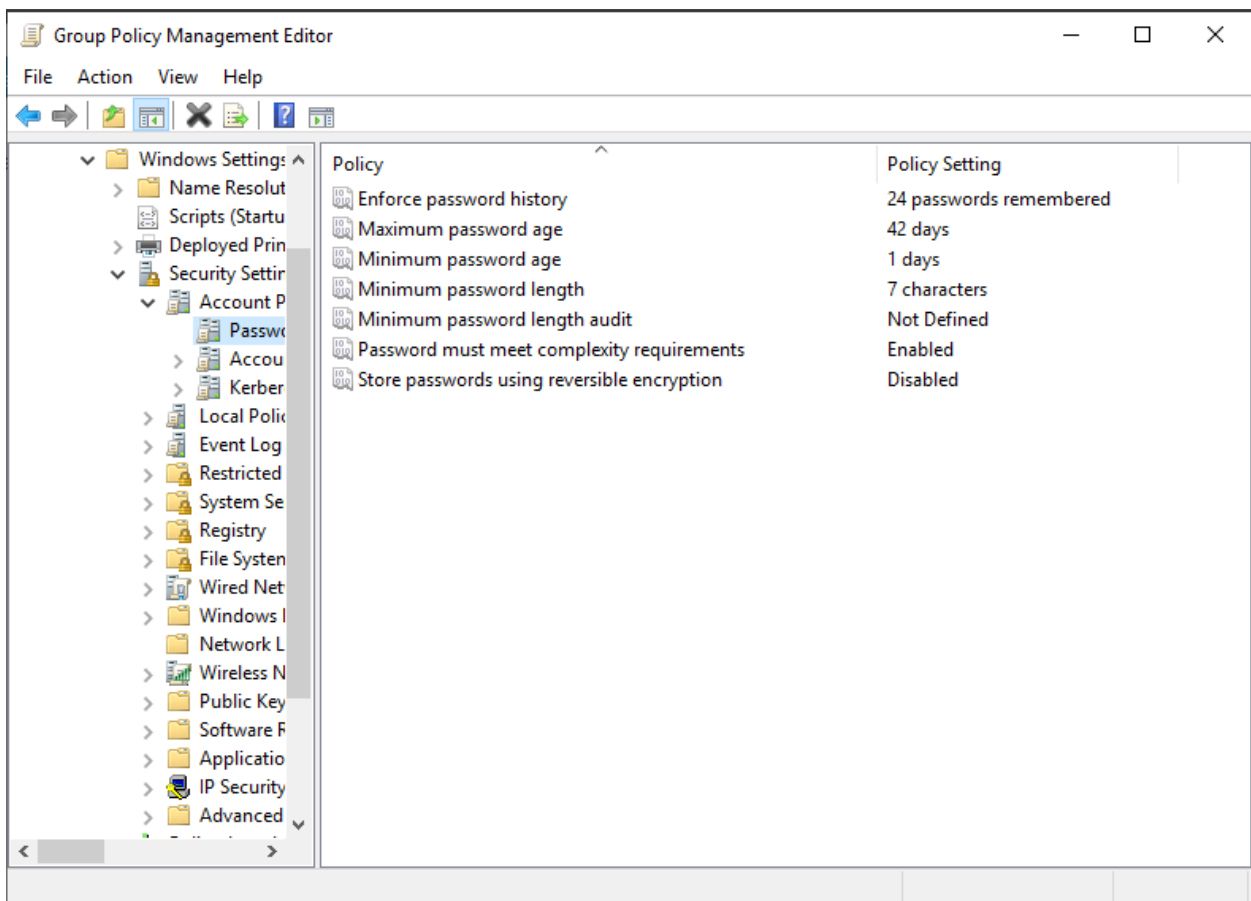 Group Policy Management Editor
File Action View Help
Windows Settings
Name Resolut
Scripts (Startu
Deployed Prin
Security Settin
Account P
Passwo
Accou
Kerber
Local Polic
Event Log
Restricted
System Se
Registry
File System
Wired Net
Windows
Network L
Wireless N
Public Key
Software R
Applicatio
IP Security
Advanced
Policy Policy Setting
Enforce password history 24 passwords remembered
Maximum password age 42 days
Minimum password age 1 days
Minimum password length 7 characters
Minimum password length audit Not Defined
Password must meet complexity requirements Enabled
Store passwords using reversible encryption Disabled